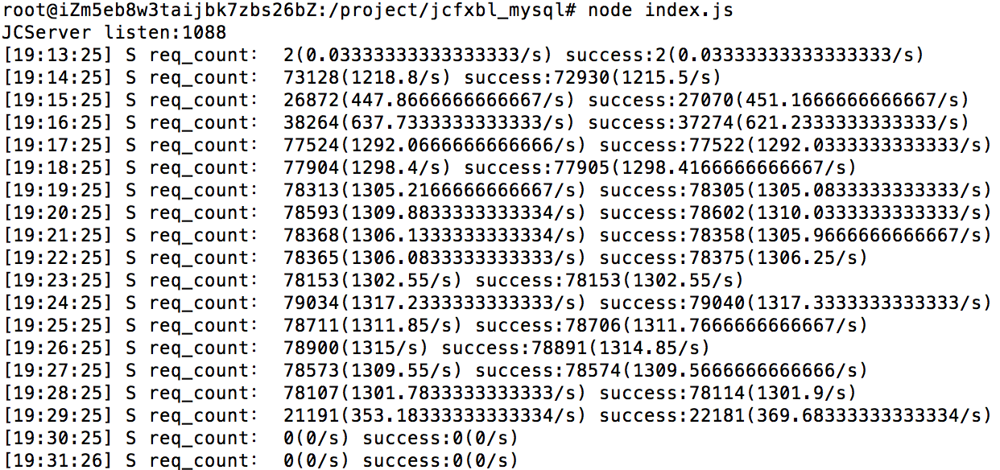 root@iZm5eb8w3taijbk7zbs26bZ:/project/jcfxbl_mysql# node index.js
JCServer listen:1088
[19:13:25] S req_count:  2(0.03333333333333333/s) success:2(0.03333333333333333/s)
[19:14:25] S req_count:  73128(1218.8/s) success:72930(1215.5/s)
[19:15:25] S req_count:  26872(447.8666666666667/s) success:27070(451.1666666666667/s)
[19:16:25] S req_count:  38264(637.7333333333333/s) success:37274(621.2333333333333/s)
[19:17:25] S req_count:  77524(1292.0666666666666/s) success:77522(1292.0333333333333/s)
[19:18:25] S req_count:  77904(1298.4/s) success:77905(1298.4166666666667/s)
[19:19:25] S req_count:  78313(1305.2166666666667/s) success:78305(1305.0833333333333/s)
[19:20:25] S req_count:  78593(1309.8833333333334/s) success:78602(1310.0333333333333/s)
[19:21:25] S req_count:  78368(1306.1333333333334/s) success:78358(1305.9666666666667/s)
[19:22:25] S req_count:  78365(1306.0833333333333/s) success:78375(1306.25/s)
[19:23:25] S req_count:  78153(1302.55/s) success:78153(1302.55/s)
[19:24:25] S req_count:  79034(1317.2333333333333/s) success:79040(1317.3333333333333/s)
[19:25:25] S req_count:  78711(1311.85/s) success:78706(1311.7666666666667/s)
[19:26:25] S req_count:  78900(1315/s) success:78891(1314.85/s)
[19:27:25] S req_count:  78573(1309.55/s) success:78574(1309.5666666666666/s)
[19:28:25] S req_count:  78107(1301.7833333333333/s) success:78114(1301.9/s)
[19:29:25] S req_count:  21191(353.18333333333334/s) success:22181(369.68333333333334/s)
[19:30:25] S req_count:  0(0/s) success:0(0/s)
[19:31:26] S req_count:  0(0/s) success:0(0/s)